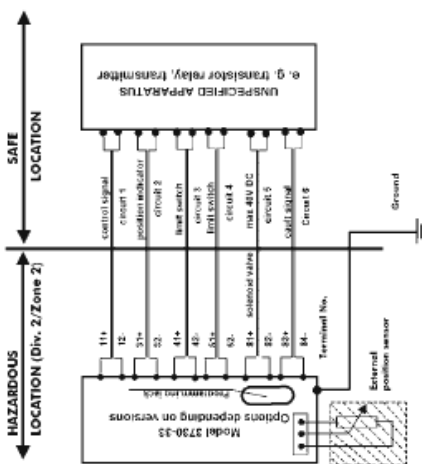 SAFE
LOCATION
UNSPECIFIED APPARATUS
e. g. transistor relay, transmitter
control signal
circuit 1
position indicator
circuit 2
limit switch
circuit 3
limit switch
circuit 4
max. 40V DC
circuit 5
fault signal
Circuit 6
Ground
HAZARDOUS
LOCATION (Div. 2/Zone 2)
11+
12-
31+
32-
41+
42-
51+
52-
81+
solenoid valve
82-
83+
84-
Terminal No.
Model 3730-33
Options depending on versions
Programming jack
External
position sensor